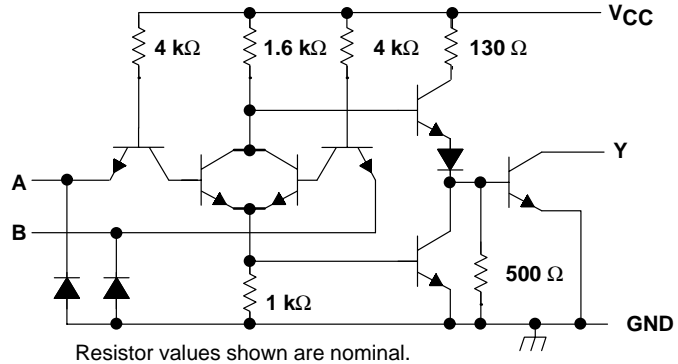 VCC
4 kΩ 1.6 kΩ 4 kΩ 130 Ω
Y
A
B
500 Ω
1 kΩ
GND
Resistor values shown are nominal.